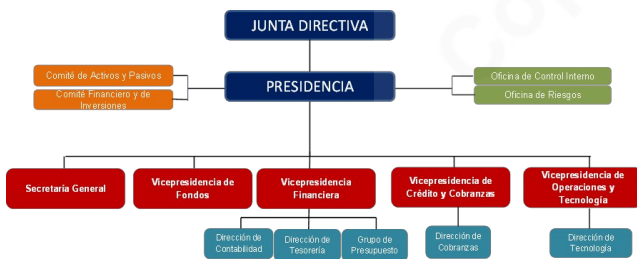 JUNTA DIRECTIVA
Comité de Activos y Pasivos
Comité Financiero y de
Inversiones
PRESIDENCIA
Oficina de Control Interno
Oficina de Riesgos
Secretaría General
Vicepresidencia de
Fondos
Vicepresidencia
Financiera
Vicepresidencia de
Crédito y Cobranzas
Vicepresidencia de
Operaciones y
Tecnología
Dirección de
Contabilidad
Dirección de
Tesorería
Grupo de
Presupuesto
Dirección de
Cobranzas
Dirección de
Tecnología